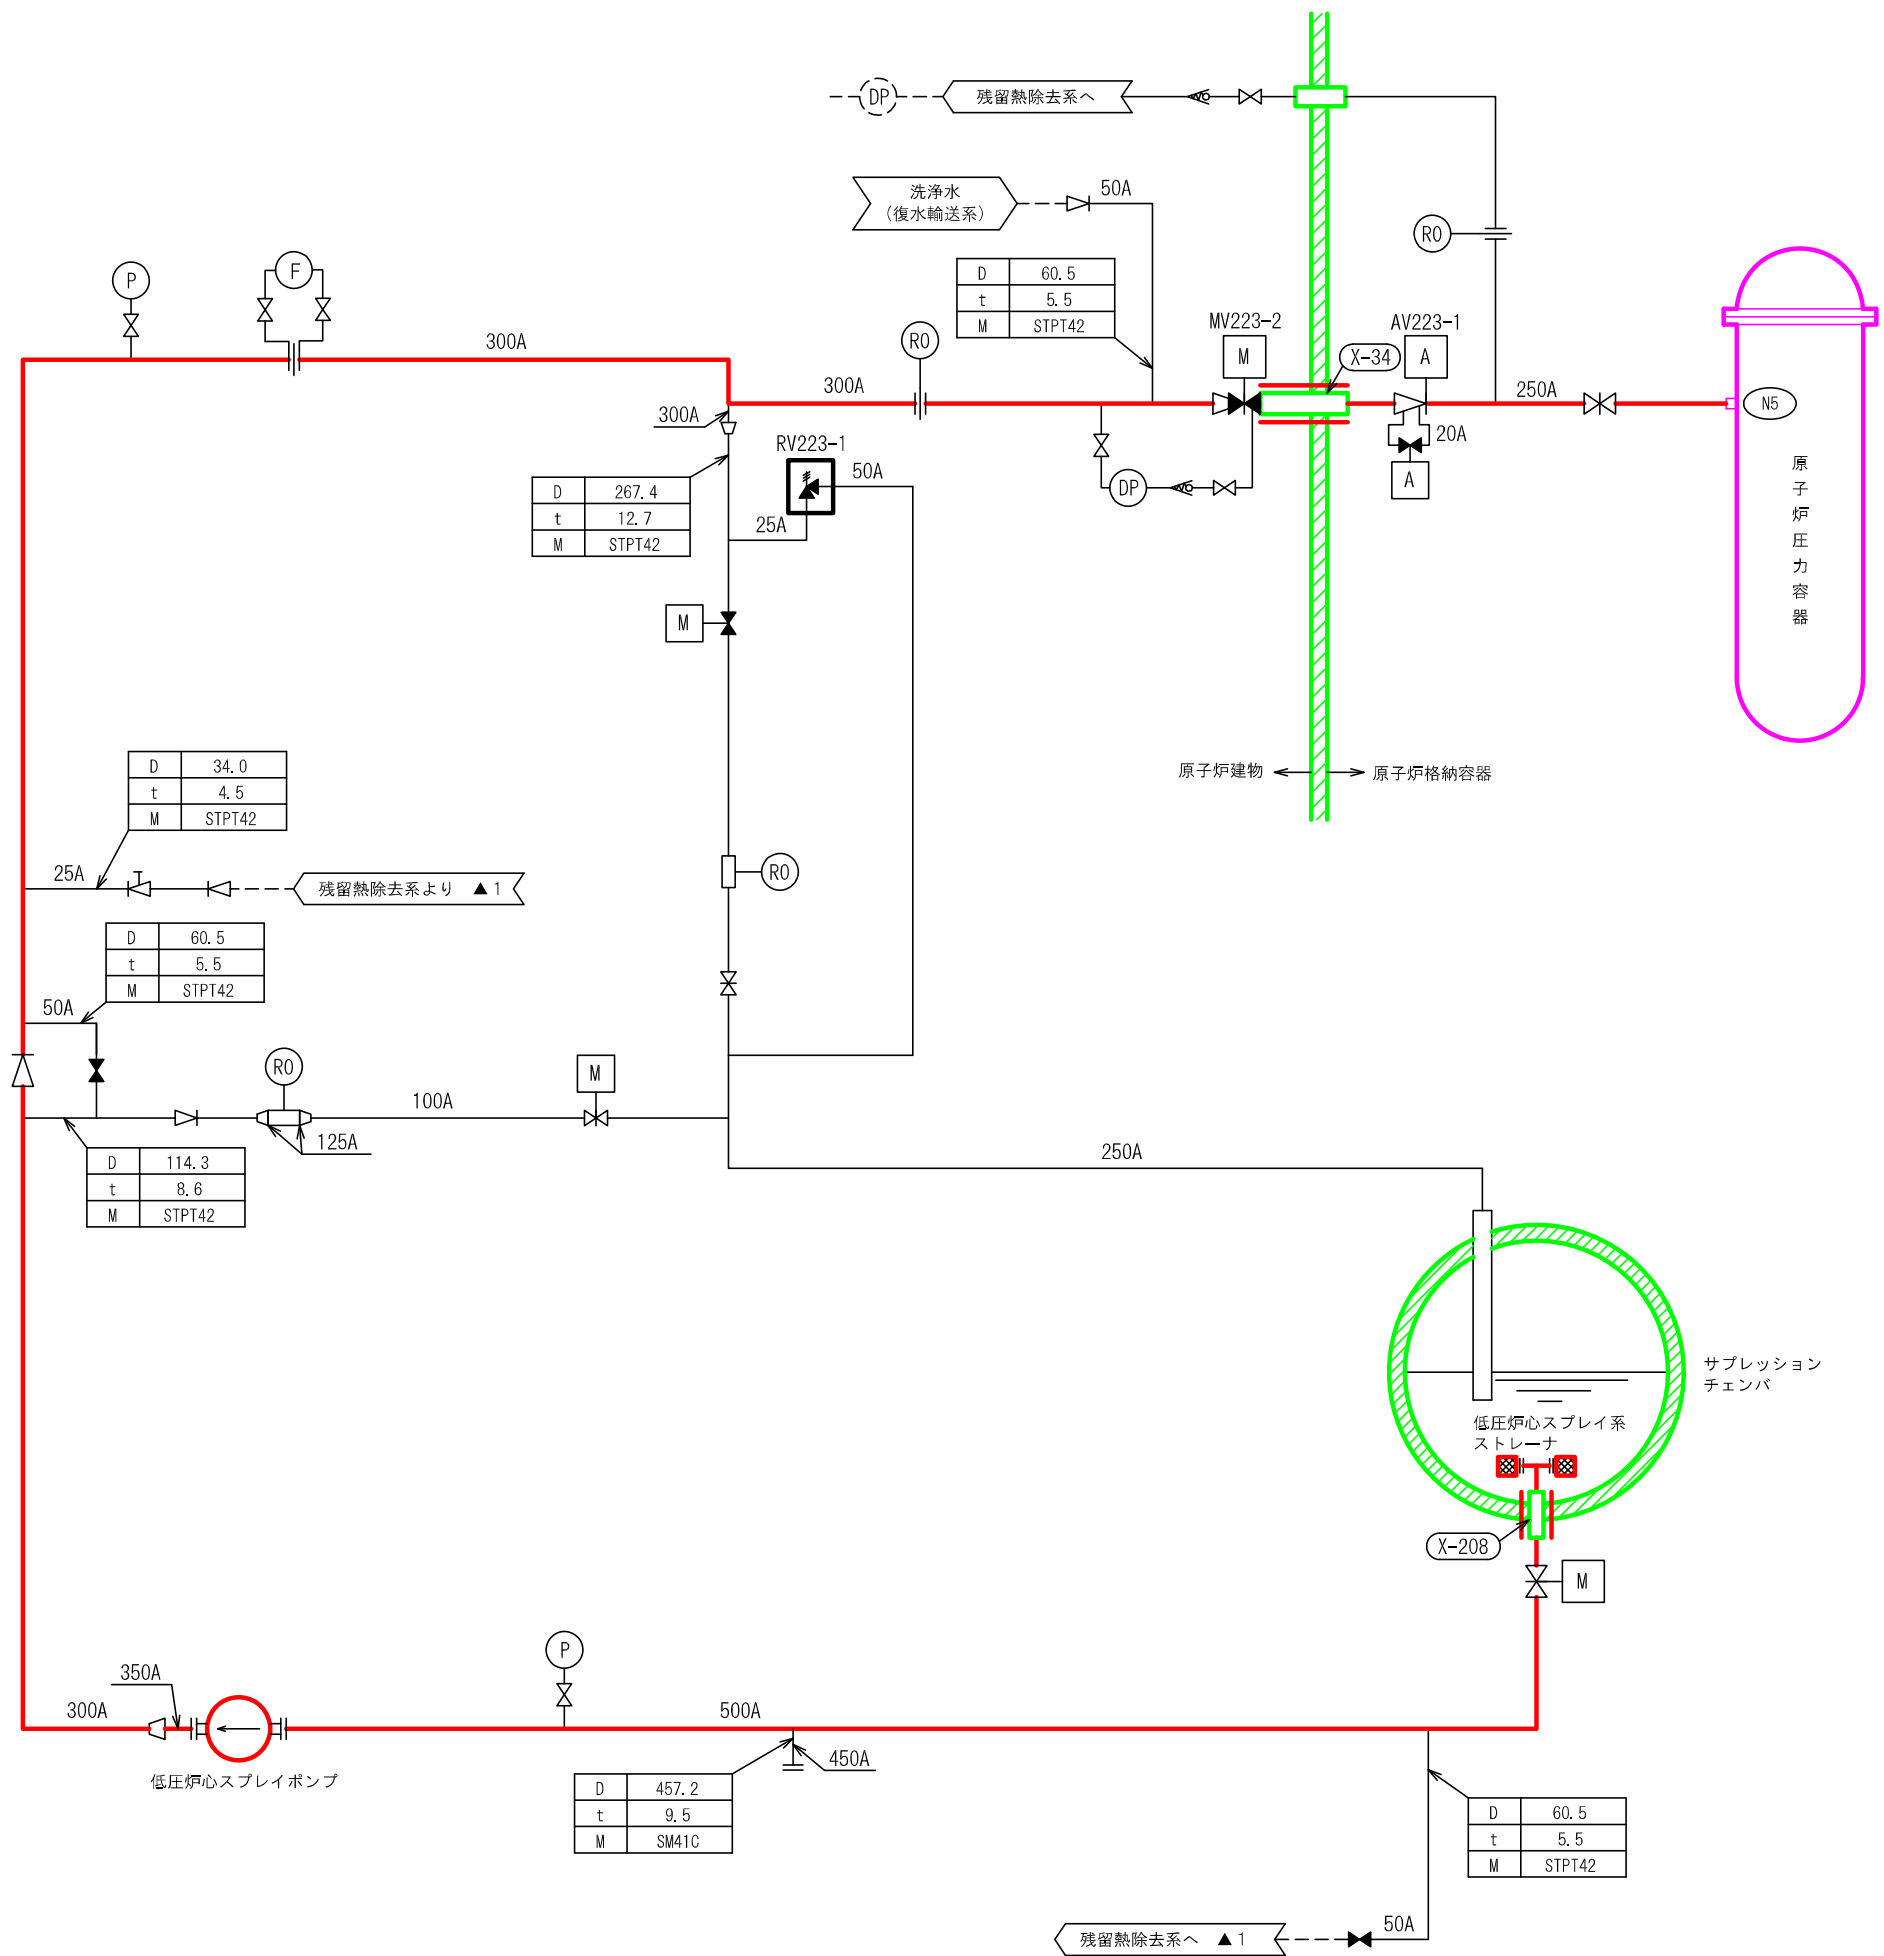 DP
残留熱除去系へ
洗浄水
(復水輸送系)
50A
RO
P
F
300A
D 60.5
t 5.5
M STPT42
RO
MV223-2
M
X-34
AV223-1
A
300A
250A
N5
300A
20A
A
DP
RV223-1
50A
25A
D 267.4
t 12.7
M STPT42
原子炉圧力容器
M
原子炉建物
原子炉格納容器
D 34.0
t 4.5
M STPT42
25A
残留熱除去系より ▲1
RO
D 60.5
t 5.5
M STPT42
50A
RO
M
100A
125A
D 114.3
t 8.6
M STPT42
250A
サプレッション
チェンバ
低圧炉心スプレイ系
ストレーナ
X-208
M
P
350A
300A
500A
低圧炉心スプレイポンプ
450A
D 457.2
t 9.5
M SM41C
D 60.5
t 5.5
M STPT42
残留熱除去系へ ▲1
50A